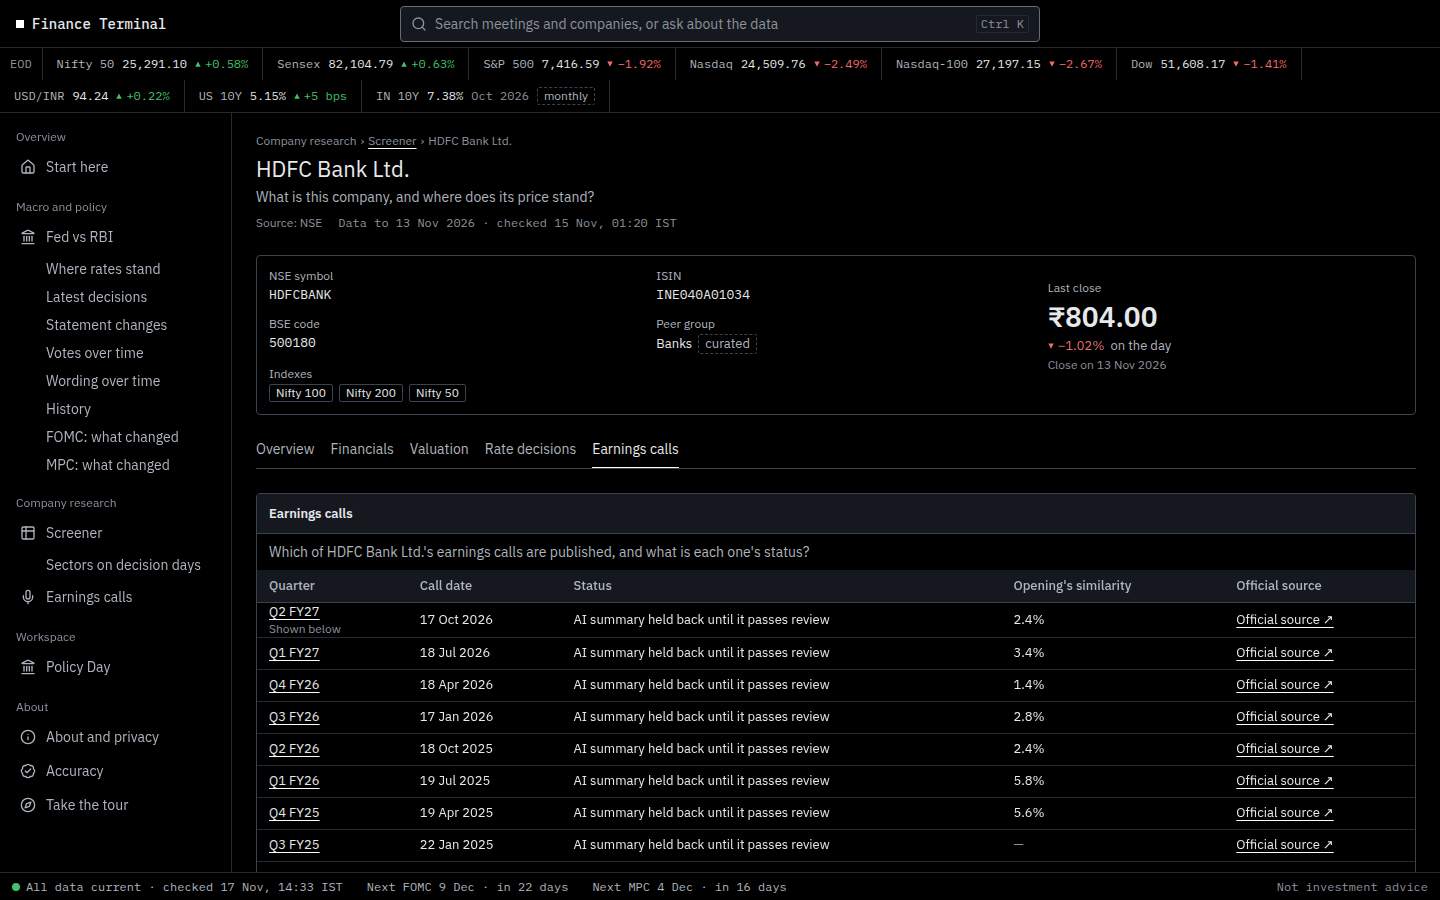 Finance Terminal
Search meetings and companies, or ask about the data
Ctrl K
EOD Nifty 50 25,291.10 ▲ +0.58% Sensex 82,104.79 ▲ +0.63% S&P 500 7,416.59 ▼ −1.92% Nasdaq 24,509.76 ▼ −2.49% Nasdaq-100 27,197.15 ▼ −2.67% Dow 51,608.17 ▼ −1.41%
USD/INR 94.24 ▲ +0.22% US 10Y 5.15% ▲ +5 bps IN 10Y 7.38% Oct 2026 monthly
Overview
Start here
Macro and policy
Fed vs RBI
Where rates stand
Latest decisions
Statement changes
Votes over time
Wording over time
History
FOMC: what changed
MPC: what changed
Company research
Screener
Sectors on decision days
Earnings calls
Workspace
Policy Day
About
About and privacy
Accuracy
Take the tour
Company research › Screener › HDFC Bank Ltd.
HDFC Bank Ltd.
What is this company, and where does its price stand?
Source: NSE Data to 13 Nov 2026 · checked 15 Nov, 01:20 IST
NSE symbol
HDFCBANK
ISIN
INE040A01034
BSE code
500180
Peer group
Banks curated
Indexes
Nifty 100 Nifty 200 Nifty 50
Last close
₹804.00
▼ −1.02% on the day
Close on 13 Nov 2026
Overview Financials Valuation Rate decisions Earnings calls
Earnings calls
Which of HDFC Bank Ltd.'s earnings calls are published, and what is each one's status?
Quarter Call date Status Opening's similarity Official source
Q2 FY27 17 Oct 2026 AI summary held back until it passes review 2.4% Official source ↗
Shown below
Q1 FY27 18 Jul 2026 AI summary held back until it passes review 3.4% Official source ↗
Q4 FY26 18 Apr 2026 AI summary held back until it passes review 1.4% Official source ↗
Q3 FY26 17 Jan 2026 AI summary held back until it passes review 2.8% Official source ↗
Q2 FY26 18 Oct 2025 AI summary held back until it passes review 2.4% Official source ↗
Q1 FY26 19 Jul 2025 AI summary held back until it passes review 5.8% Official source ↗
Q4 FY25 19 Apr 2025 AI summary held back until it passes review 5.6% Official source ↗
Q3 FY25 22 Jan 2025 AI summary held back until it passes review — Official source ↗
All data current · checked 17 Nov, 14:33 IST Next FOMC 9 Dec · in 22 days Next MPC 4 Dec · in 16 days
Not investment advice